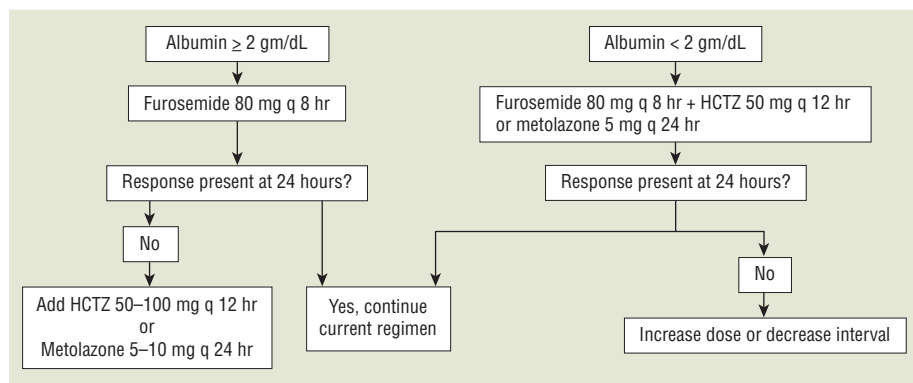 Albumin ≥ 2 gm/dL
Furosemide 80 mg q 8 hr
Response present at 24 hours?
No
Add HCTZ 50–100 mg q 12 hr
or
Metolazone 5–10 mg q 24 hr
Yes, continue
current regimen
Albumin < 2 gm/dL
Furosemide 80 mg q 8 hr + HCTZ 50 mg q 12 hr
or metolazone 5 mg q 24 hr
Response present at 24 hours?
No
Increase dose or decrease interval